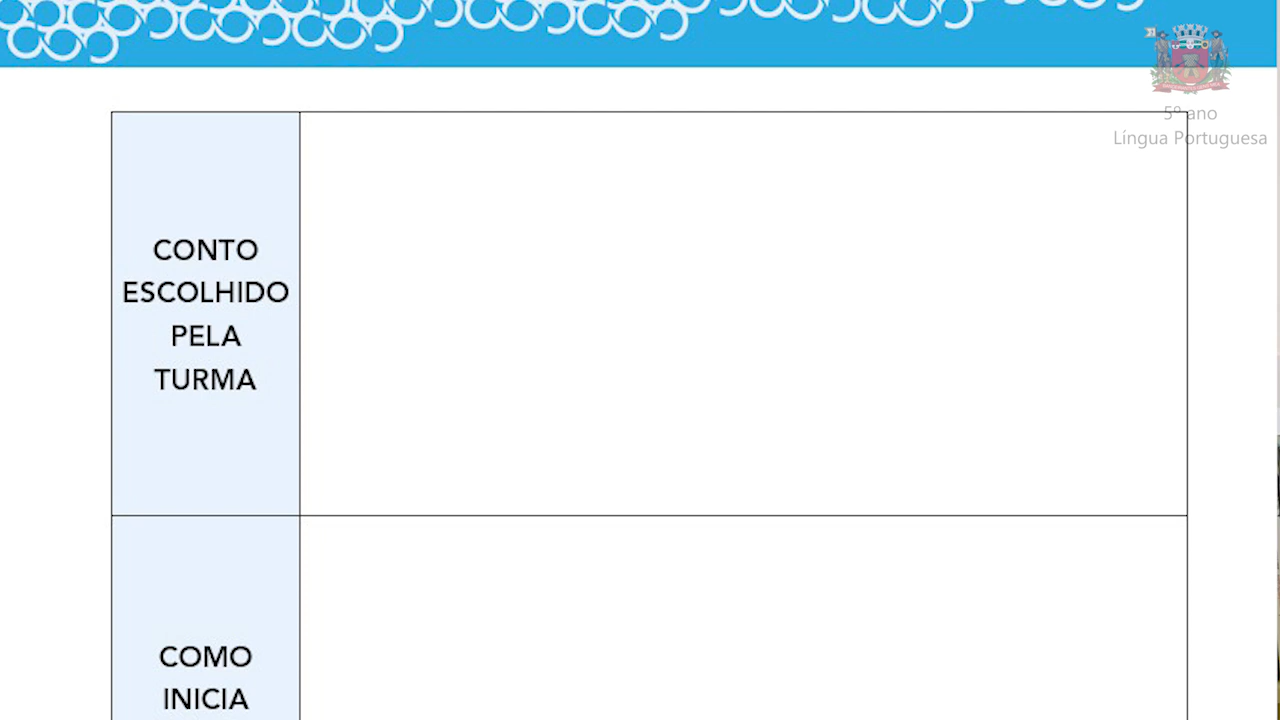 5º ano
Língua Portuguesa
CONTO
ESCOLHIDO
PELA
TURMA
COMO
INICIA